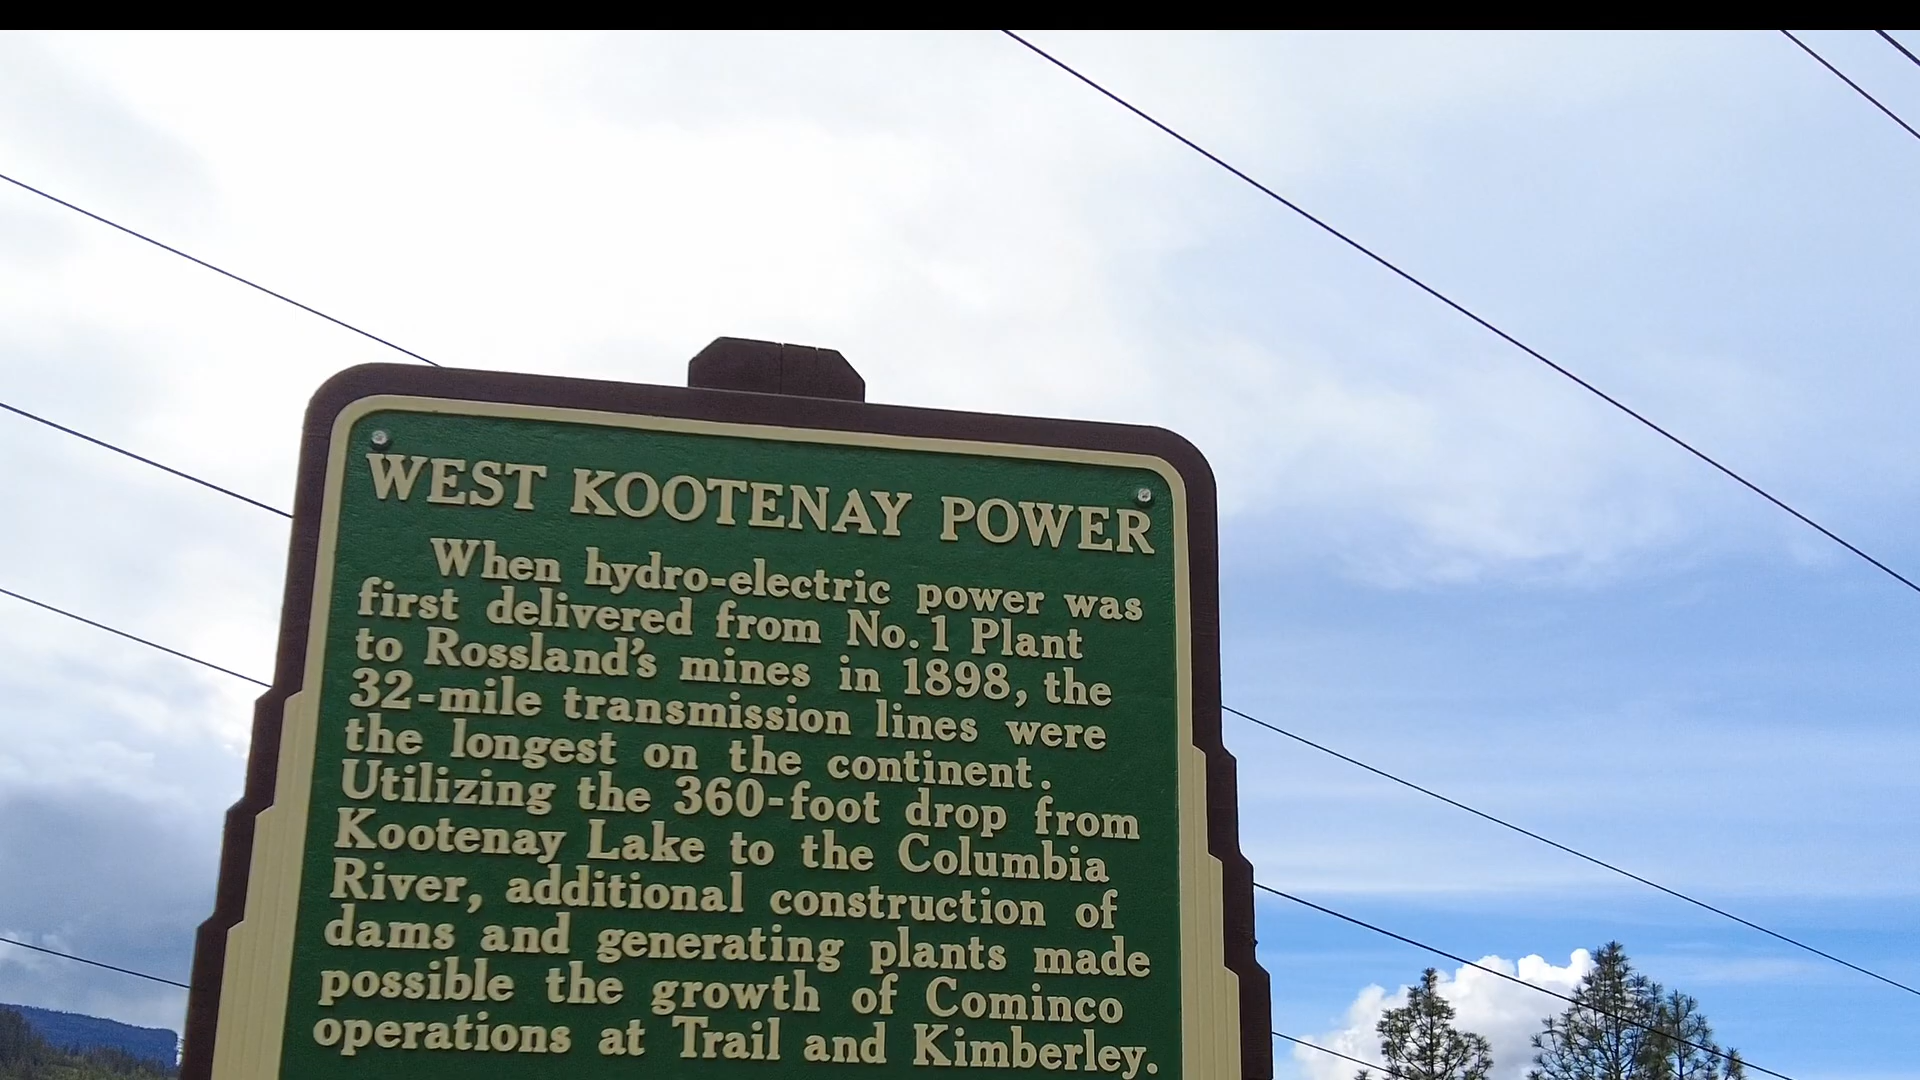 WEST KOOTENAY POWER
When hydro-electric power was
first delivered from No. 1 Plant
to Rossland's mines in 1898, the
32-mile transmission lines were
the longest on the continent.
Utilizing the 360-foot drop from
Kootenay Lake to the Columbia
River, additional construction of
dams and generating plants made
possible the growth of Cominco
operations at Trail and Kimberley.